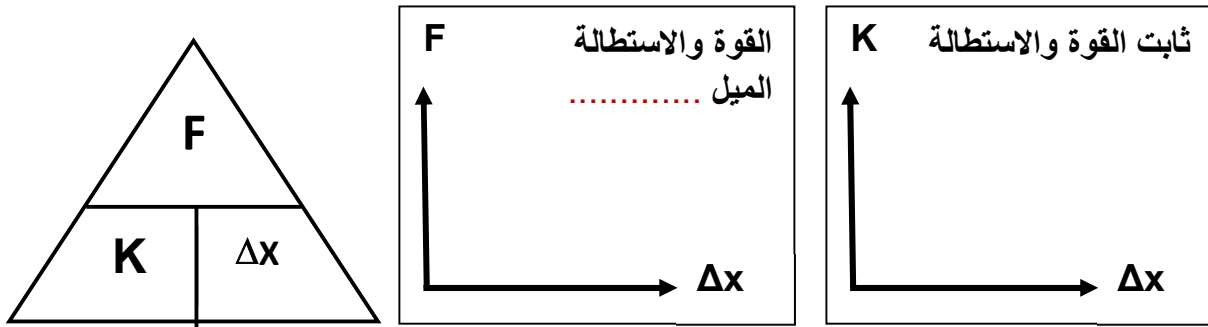 F
K
Δx
F
القوة والاستطالة
الميل .............
Δx
K
ثابت القوة والاستطالة
Δx